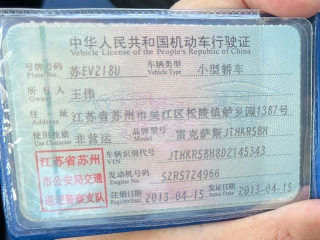 中华人民共和国机动车行驶证
Vehicle License of the People's Republic of China
号牌号码 苏EV218U 车辆类型 小型轿车
Plate No. Vehicle Type
所有人 王伟
Owner
住址 江苏省苏州市吴江区松陵镇鲈乡园1387号
Address
使用性质 非营运 品牌型号 雷克萨斯JTHKR5BH
Use Character Model
江苏省苏州
市公安局交通
巡逻警察支队
车辆识别代号 JTHKR5BH8D2145343
VIN
发动机号码 5ZR5724966
Engine No.
注册日期 2013-04-15 发证日期 2013-04-15
Register Date Issue Date